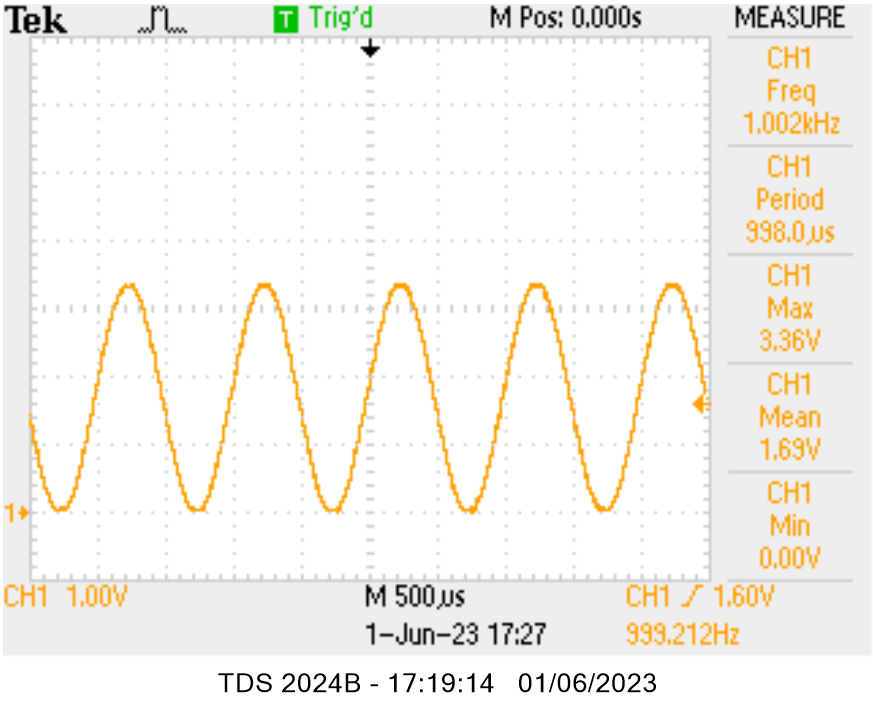 Tek T Trig'd M Pos: 0.000s MEASURE
CH1
Freq
1.002kHz
CH1
Period
998.0µs
CH1
Max
3.36V
CH1
Mean
1.69V
CH1
Min
0.00V
1
CH1 1.00V M 500µs CH1 1.60V
1-Jun-23 17:27 999.212Hz
TDS 2024B - 17:19:14 01/06/2023